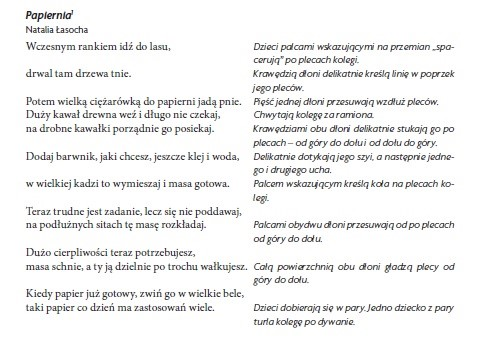 Papiernia¹
Natalia Łasocha
Wczesnym rankiem idź do lasu,
Dzieci palcami wskazującymi na przemian „spa-
cerują” po plecach kolegi.
drwal tam drzewa tnie.
Krawędzią dłoni delikatnie kreślą linię w poprzek
jego pleców.
Potem wielką ciężarówką do papierni jadą pnie.
Pięść jednej dłoni przesuwają wzdłuż pleców.
Duży kawał drewna weź i długo nie czekaj,
Chwytają kolegę za ramiona.
na drobne kawałki porządnie go posiekaj.
Krawędziami obu dłoni delikatnie stukają go po
plecach – od góry do dołu i od dołu do góry.
Dodaj barwnik, jaki chcesz, jeszcze klej i woda,
Delikatnie dotykają jego szyi, a następnie jedne-
go i drugiego ucha.
w wielkiej kadzi to wymieszaj i masa gotowa.
Palcem wskazującym kreślą koła na plecach ko-
legi.
Teraz trudne jest zadanie, lecz się nie poddawaj,
na podłużnych sitach tę masę rozkładaj.
Palcami obydwu dłoni przesuwają od po plecach
od góry do dołu.
Dużo cierpliwości teraz potrzebujesz,
masa schnie, a ty ją dzielnie po trochu wałkujesz.
Całą powierzchnią obu dłoni gładzą plecy od
góry do dołu.
Kiedy papier już gotowy, zwiń go w wielkie bele,
taki papier co dzień ma zastosowań wiele.
Dzieci dobierają się w pary. Jedno dziecko z pary
turla kolegę po dywanie.